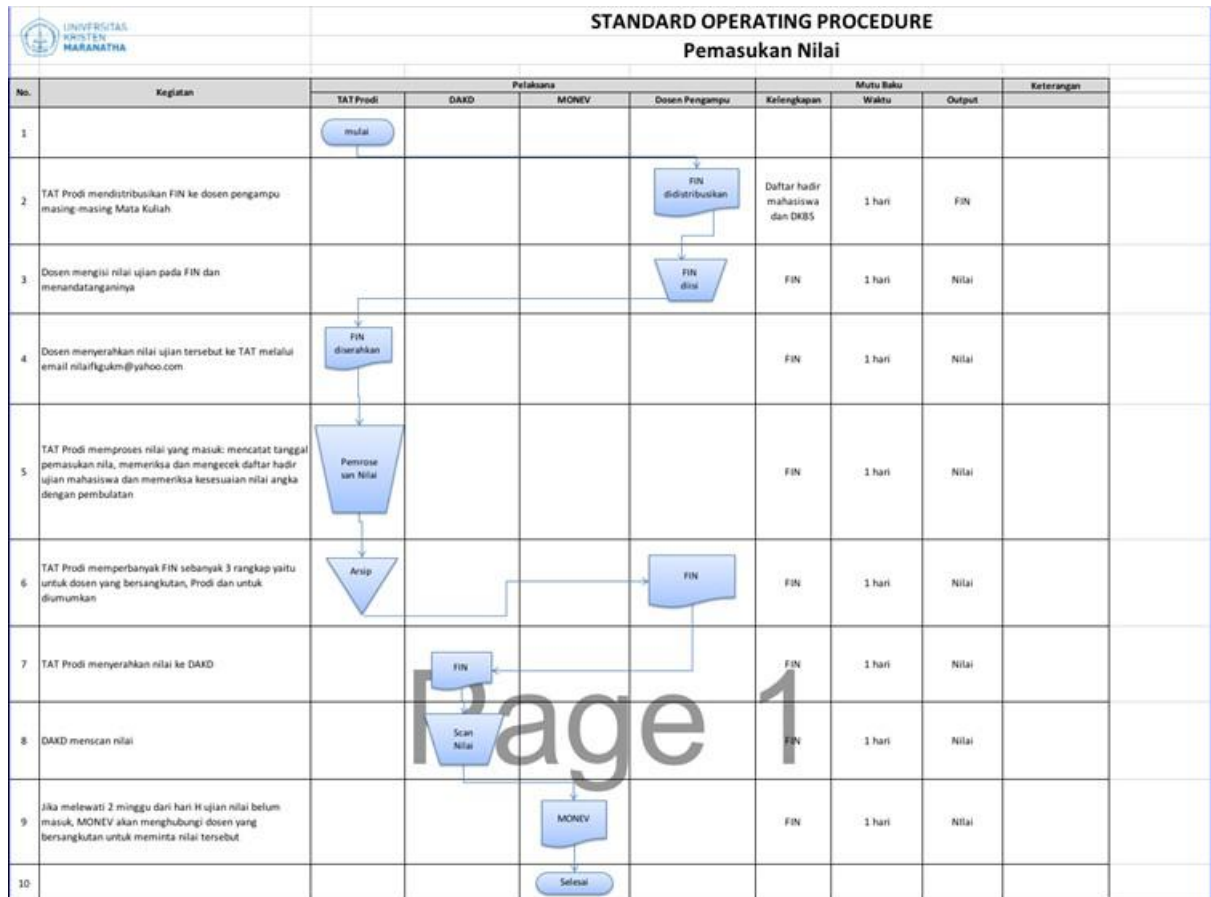 UNIVERSITAS
KRISTEN
MARANATHA
STANDARD OPERATING PROCEDURE
Pemasukan Nilai
No.
Kegiatan
Pelaksana
Mutu Baku
Keterangan
TAT Prodi
DAKD
MONEV
Dosen Pengampu
Kelengkapan
Waktu
Output
1
mulai
2
TAT Prodi mendistribusikan FIN ke dosen pengampu
masing-masing Mata Kuliah
FIN
didistribusikan
Daftar hadir
mahasiswa
dan DKBS
1 hari
FIN
3
Dosen mengisi nilai ujian pada FIN dan
menandatanganinya
FIN
diisi
FIN
1 hari
Nilai
4
Dosen menyerahkan nilai ujian tersebut ke TAT melalui
email nilaifkgukm@yahoo.com
FIN
diserahkan
FIN
1 hari
Nilai
5
TAT Prodi memproses nilai yang masuk: mencatat tanggal
pemasukan nila, memeriksa dan mengecek daftar hadir
ujian mahasiswa dan memeriksa kesesuaian nilai angka
dengan pembulatan
Pemrose
san Nilai
FIN
1 hari
Nilai
6
TAT Prodi memperbanyak FIN sebanyak 3 rangkap yaitu
untuk dosen yang bersangkutan, Prodi dan untuk
diumumkan
Arsip
FIN
FIN
1 hari
Nilai
7
TAT Prodi menyerahkan nilai ke DAKD
FIN
FIN
1 hari
Nilai
Page 1
8
DAKD menscan nilai
Scan
Nilai
FIN
1 hari
Nilai
9
Jika melewati 2 minggu dari hari H ujian nilai belum
masuk, MONEV akan menghubungi dosen yang
bersangkutan untuk meminta nilai tersebut
MONEV
FIN
1 hari
NIlai
10
Selesai